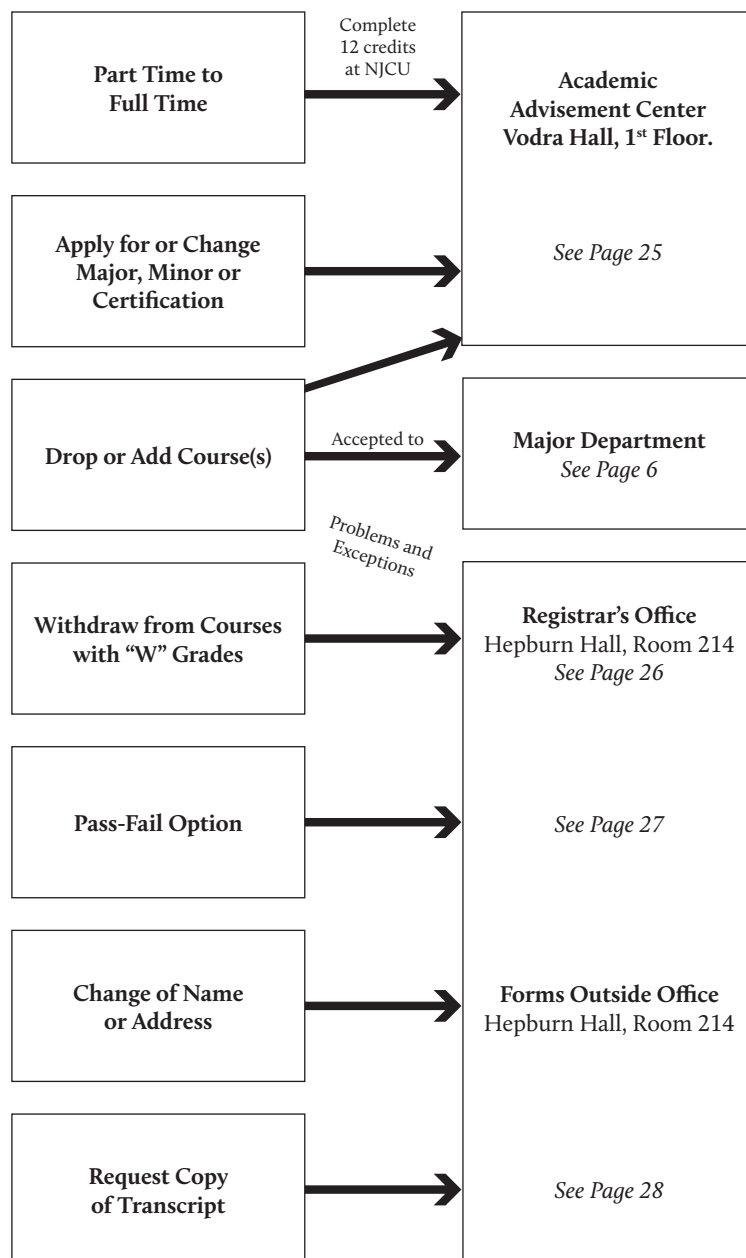 Part Time to
Full Time
Complete
12 credits
at NJCU
Academic
Advisement Center
Vodra Hall, 1st Floor.
Apply for or Change
Major, Minor or
Certification
See Page 25
Drop or Add Course(s)
Accepted to
Major Department
See Page 6
Problems and
Exceptions
Withdraw from Courses
with “W” Grades
Registrar’s Office
Hepburn Hall, Room 214
See Page 26
Pass-Fail Option
See Page 27
Change of Name
or Address
Forms Outside Office
Hepburn Hall, Room 214
Request Copy
of Transcript
See Page 28